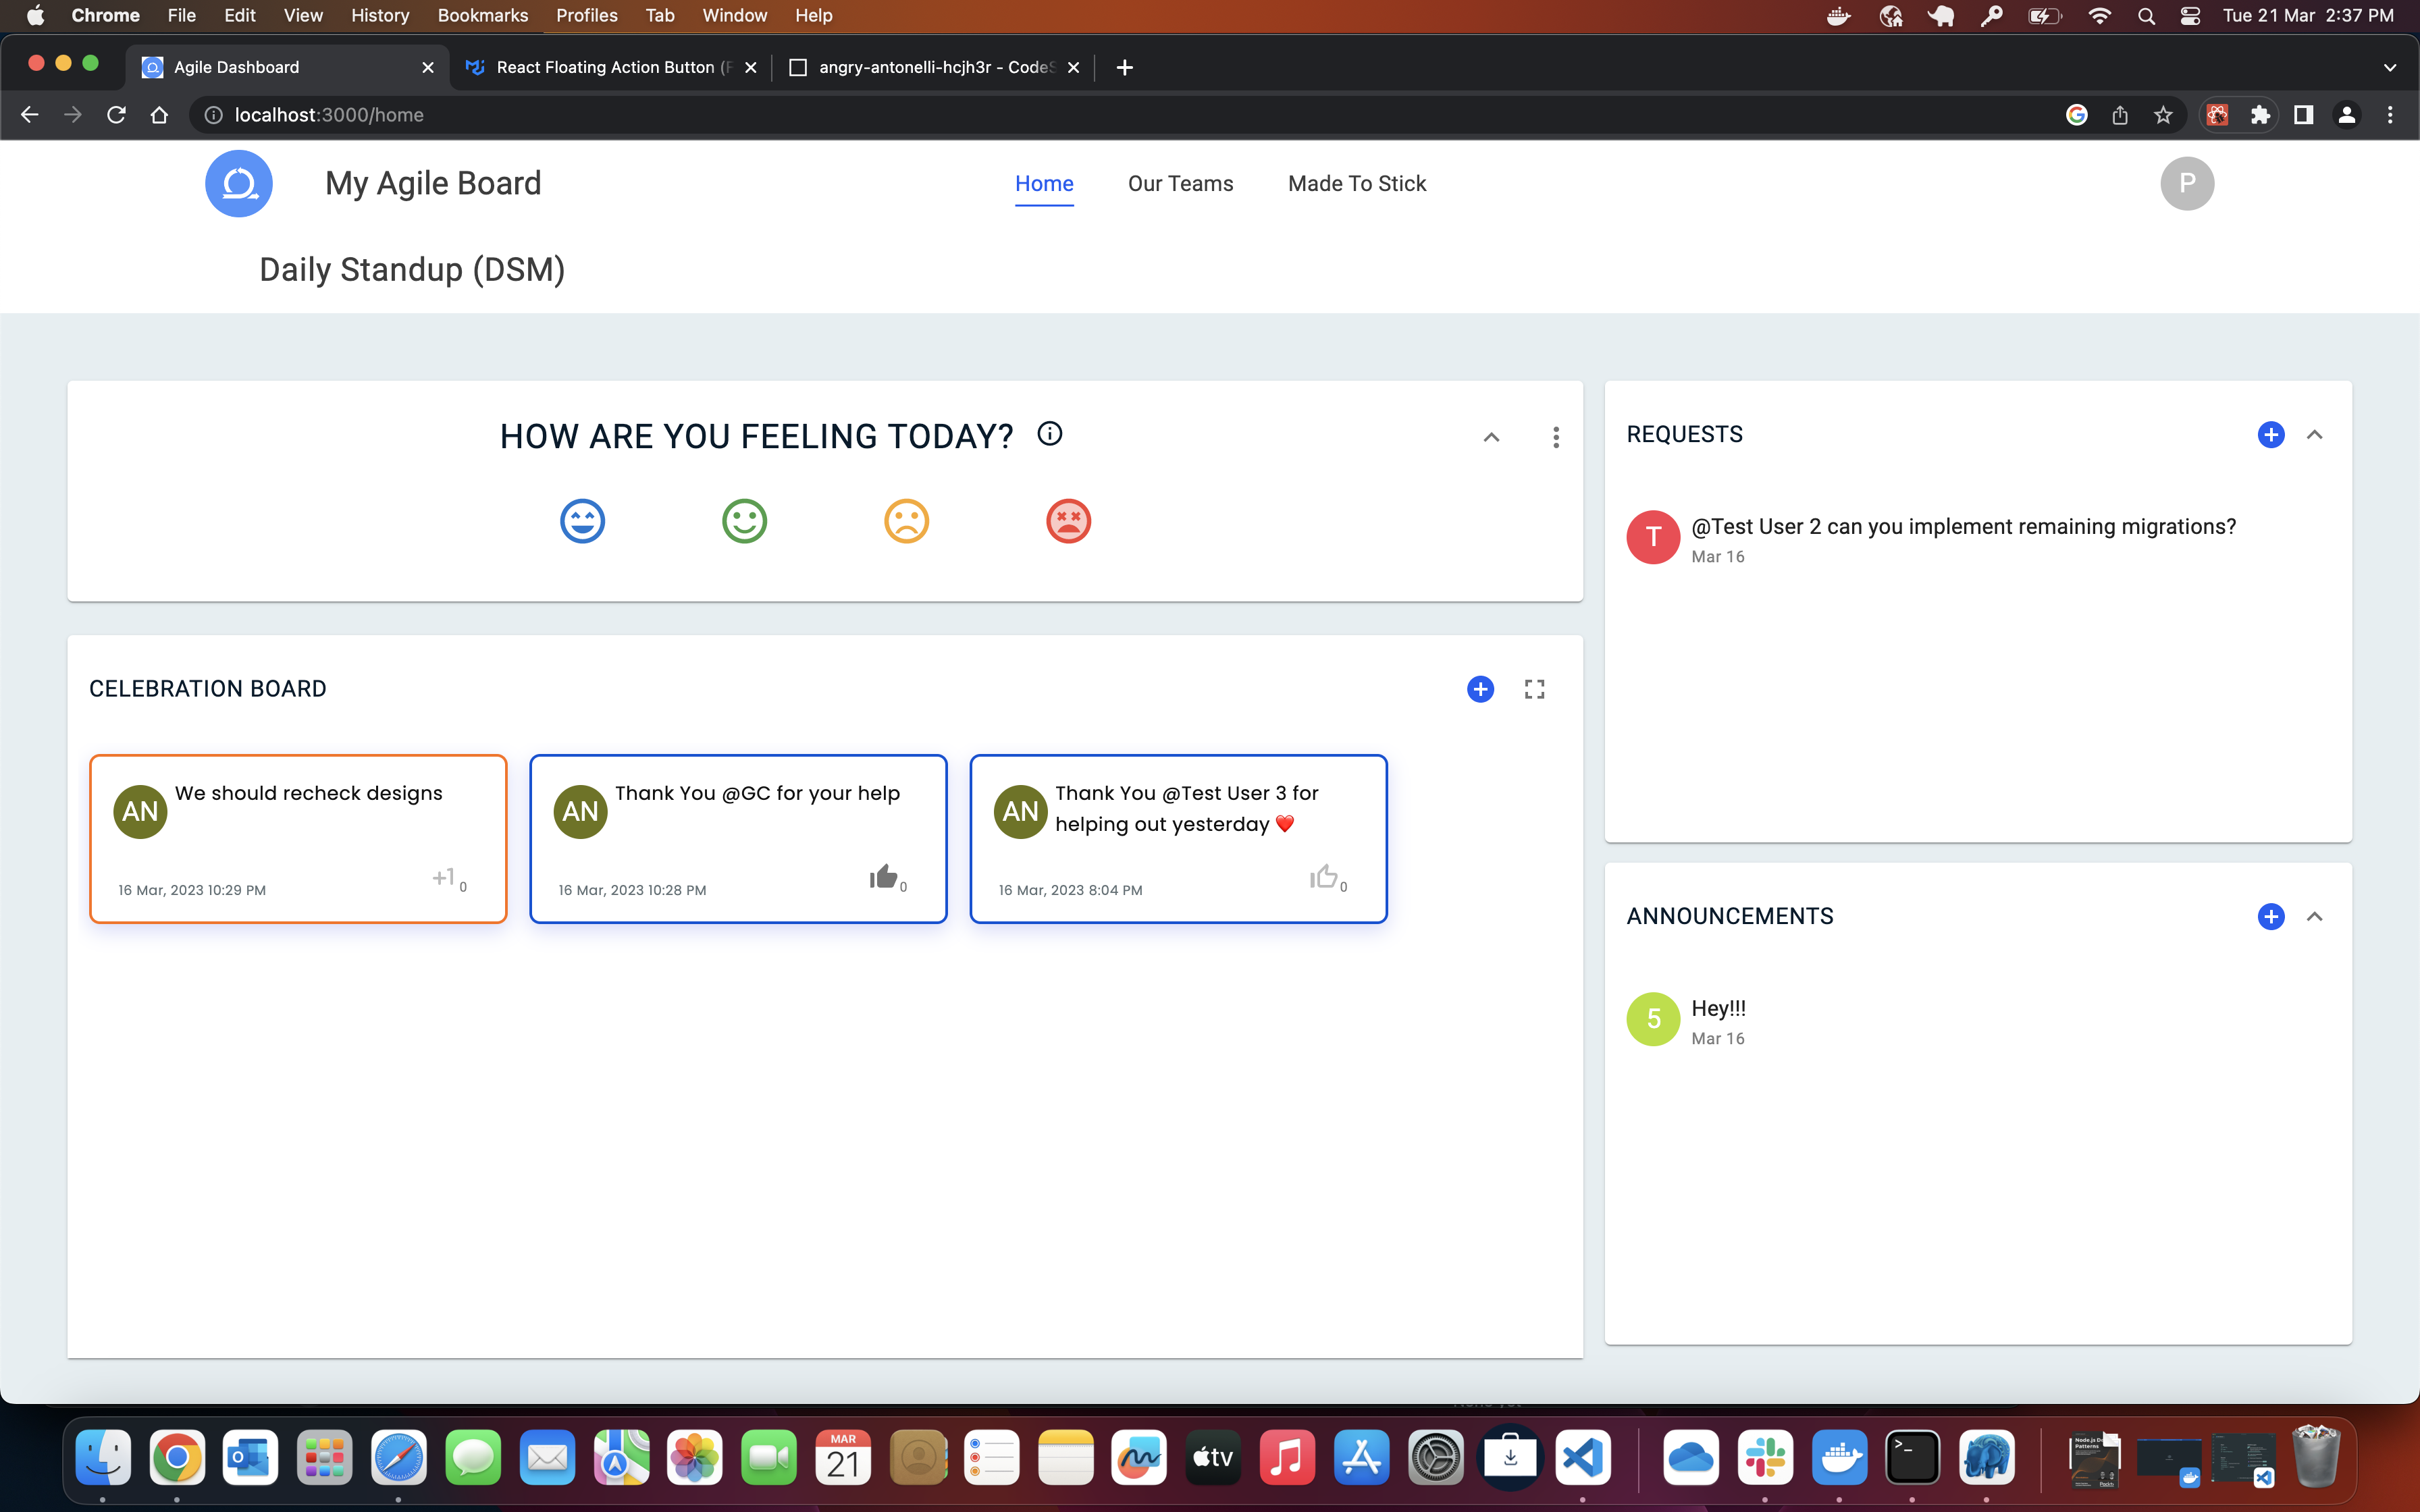 Chrome File Edit View History Bookmarks Profiles Tab Window Help Tue 21 Mar 2:37 PM
Agile Dashboard React Floating Action Button (F angry-antonelli-hcjh3r - CodeS
localhost:3000/home
My Agile Board Home Our Teams Made To Stick P
Daily Standup (DSM)
HOW ARE YOU FEELING TODAY?
CELEBRATION BOARD
AN We should recheck designs
16 Mar, 2023 10:29 PM +1 0
AN Thank You @GC for your help
16 Mar, 2023 10:28 PM 0
AN Thank You @Test User 3 for
helping out yesterday ❤️
16 Mar, 2023 8:04 PM 0
REQUESTS
T @Test User 2 can you implement remaining migrations?
Mar 16
ANNOUNCEMENTS
5 Hey!!!
Mar 16
MAR
21
tv